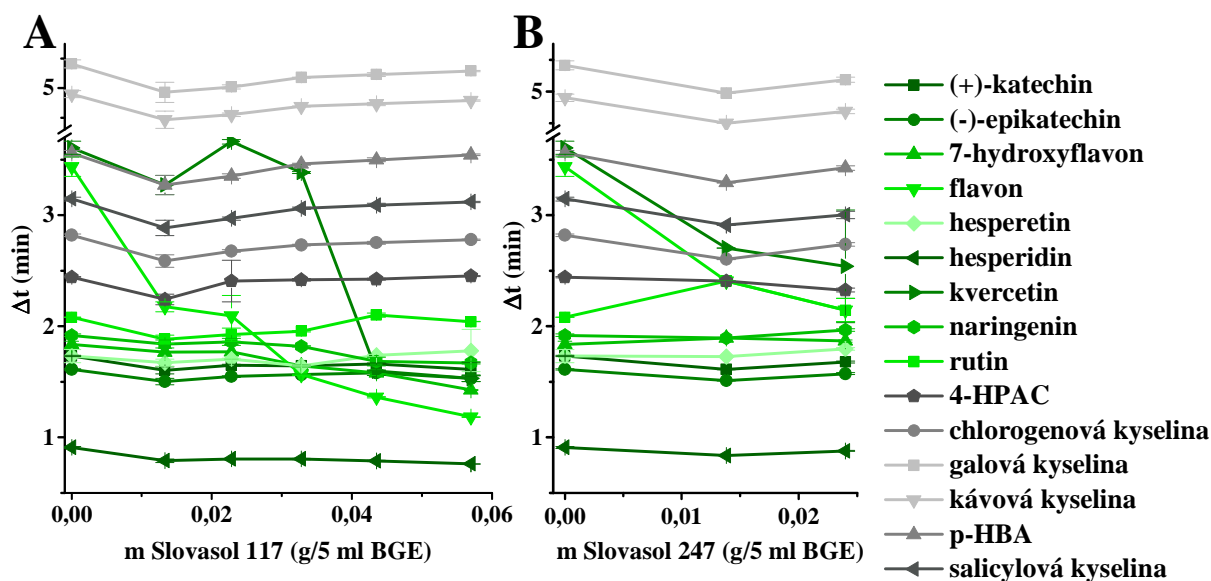 A
B
Δt (min)
5
3
2
1
0,00
0,02
0,04
0,06
m Slovasol 117 (g/5 ml BGE)
Δt (min)
5
3
2
1
0,00
0,01
0,02
m Slovasol 247 (g/5 ml BGE)
(+)-katechin
(-)-epikatechin
7-hydroxyflavon
flavon
hesperetin
hesperidin
kvercetin
naringenin
rutin
4-HPAC
chlorogenová kyselina
galová kyselina
kávová kyselina
p-HBA
salicylová kyselina